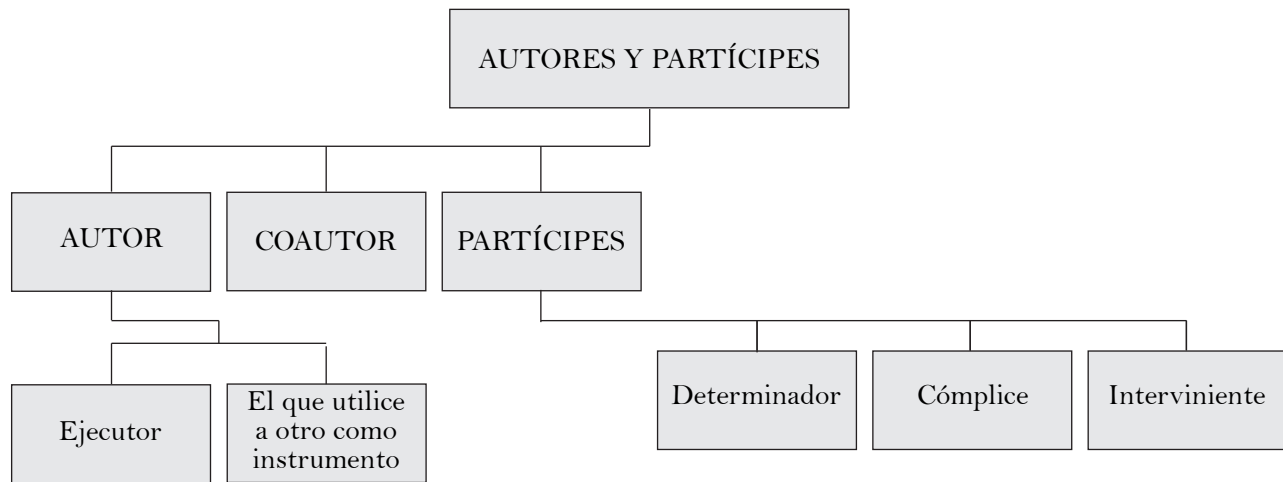 AUTORES Y PARTÍCIPES
AUTOR
COAUTOR
PARTÍCIPES
Ejecutor
El que utilice
a otro como
instrumento
Determinador
Cómplice
Interviniente